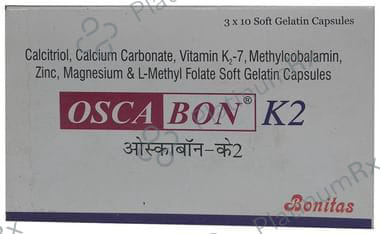 3 x 10 Soft Gelatin Capsules
Calcitriol, Calcium Carbonate, Vitamin K2-7, Methylcobalamin,
Zinc, Magnesium & L-Methyl Folate Soft Gelatin Capsules
OSCA BON® K2
ओस्काबॉन-के2
Bonitas
PlatinumRx